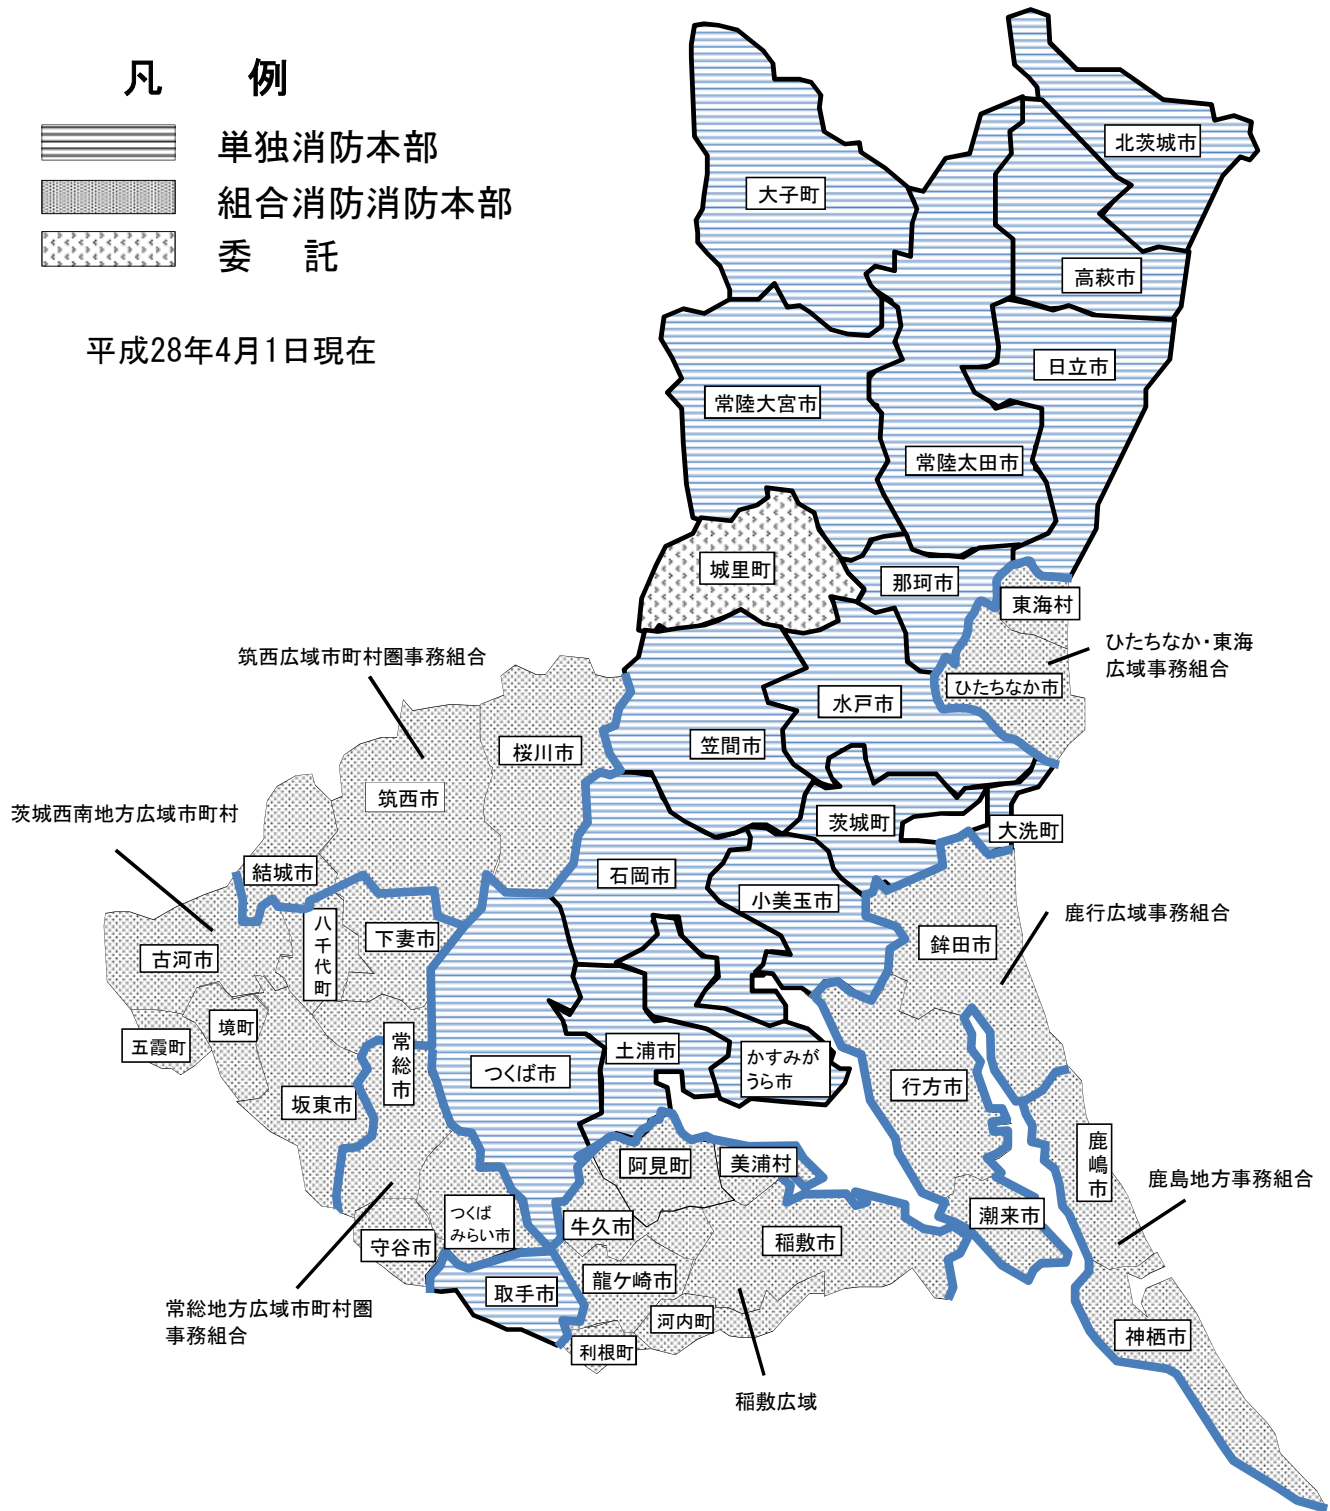 凡　例
単独消防本部
組合消防消防本部
委　託
平成28年4月1日現在
北茨城市
大子町
高萩市
日立市
常陸大宮市
常陸太田市
城里町
那珂市
東海村
ひたちなか・東海
広域事務組合
筑西広域市町村圏事務組合
ひたちなか市
水戸市
笠間市
桜川市
筑西市
茨城西南地方広域市町村
茨城町
大洗町
結城市
石岡市
小美玉市
鹿行広域事務組合
八千代町
下妻市
鉾田市
古河市
境町
五霞町
常総市
土浦市
かすみが
うら市
つくば市
行方市
坂東市
鹿嶋市
阿見町
美浦村
鹿島地方事務組合
つくば
みらい市
牛久市
潮来市
守谷市
稲敷市
龍ケ崎市
取手市
常総地方広域市町村圏
事務組合
河内町
神栖市
利根町
稲敷広域